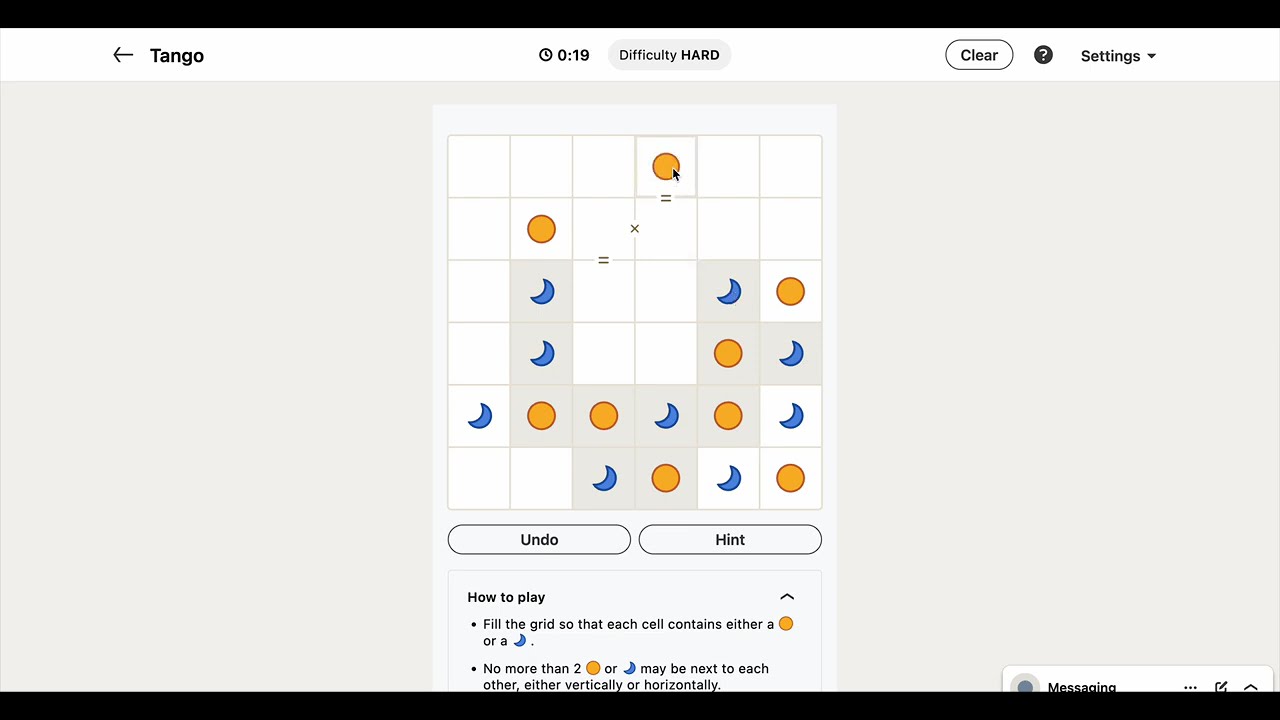 Tango
0:19
Difficulty HARD
Clear
?
Settings
=
×
=
Undo
Hint
How to play
• Fill the grid so that each cell contains either a
or a .
• No more than 2 or may be next to each
other, either vertically or horizontally.
Messaging